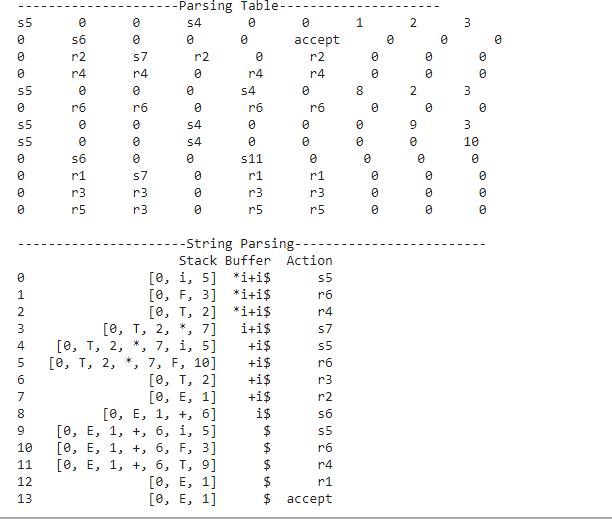 ---------------------Parsing Table---------------------
s5 0 0 s4 0 0 1 2 3
0 s6 0 0 0 accept 0 0 0
0 r2 s7 r2 0 r2 0 0 0
0 r4 r4 0 r4 r4 0 0 0
s5 0 0 0 s4 0 8 2 3
0 r6 r6 0 r6 r6 0 0 0
s5 0 0 s4 0 0 0 9 3
s5 0 0 s4 0 0 0 0 10
0 s6 0 0 s11 0 0 0 0
0 r1 s7 0 r1 r1 0 0 0
0 r3 r3 0 r3 r3 0 0 0
0 r5 r3 0 r5 r5 0 0 0
---------------------String Parsing------------------------
Stack Buffer Action
0 [0, i, 5] *i+i$ s5
1 [0, F, 3] *i+i$ r6
2 [0, T, 2] *i+i$ r4
3 [0, T, 2, *, 7] i+i$ s7
4 [0, T, 2, *, 7, i, 5] +i$ s5
5 [0, T, 2, *, 7, F, 10] +i$ r6
6 [0, T, 2] +i$ r3
7 [0, E, 1] +i$ r2
8 [0, E, 1, +, 6] i$ s6
9 [0, E, 1, +, 6, i, 5] $ s5
10 [0, E, 1, +, 6, F, 3] $ r6
11 [0, E, 1, +, 6, T, 9] $ r4
12 [0, E, 1] $ r1
13 [0, E, 1] $ accept